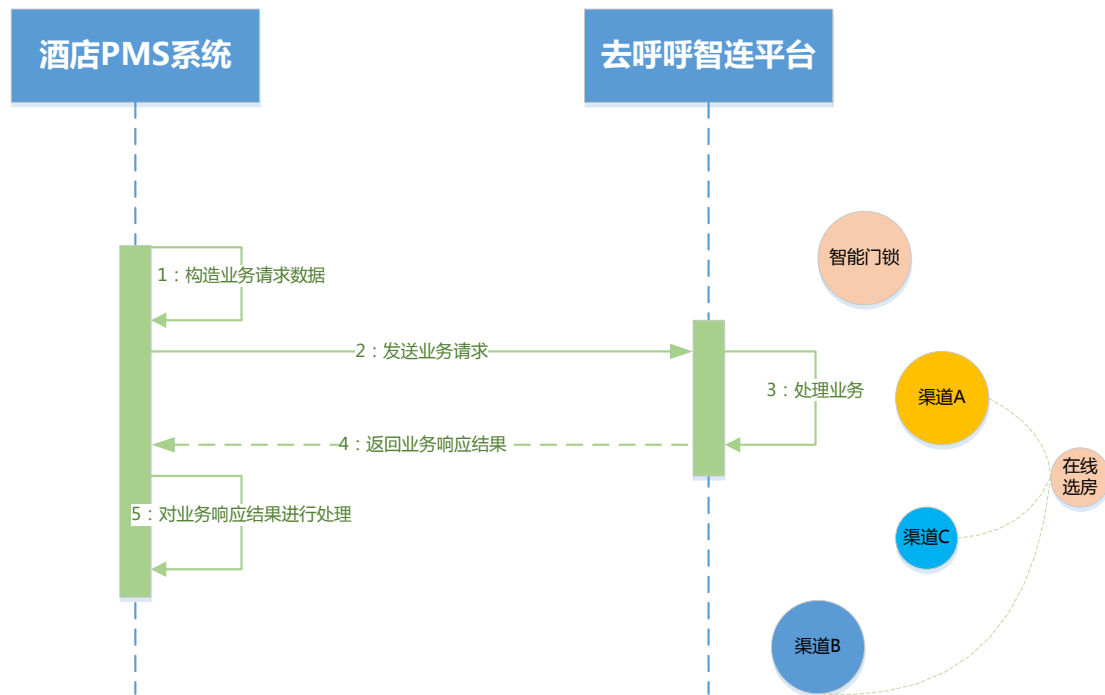 酒店PMS系统
去呼呼智连平台
智能门锁
1：构造业务请求数据
2：发送业务请求
3：处理业务
渠道A
4：返回业务响应结果
在线
选房
5：对业务响应结果进行处理
渠道C
渠道B